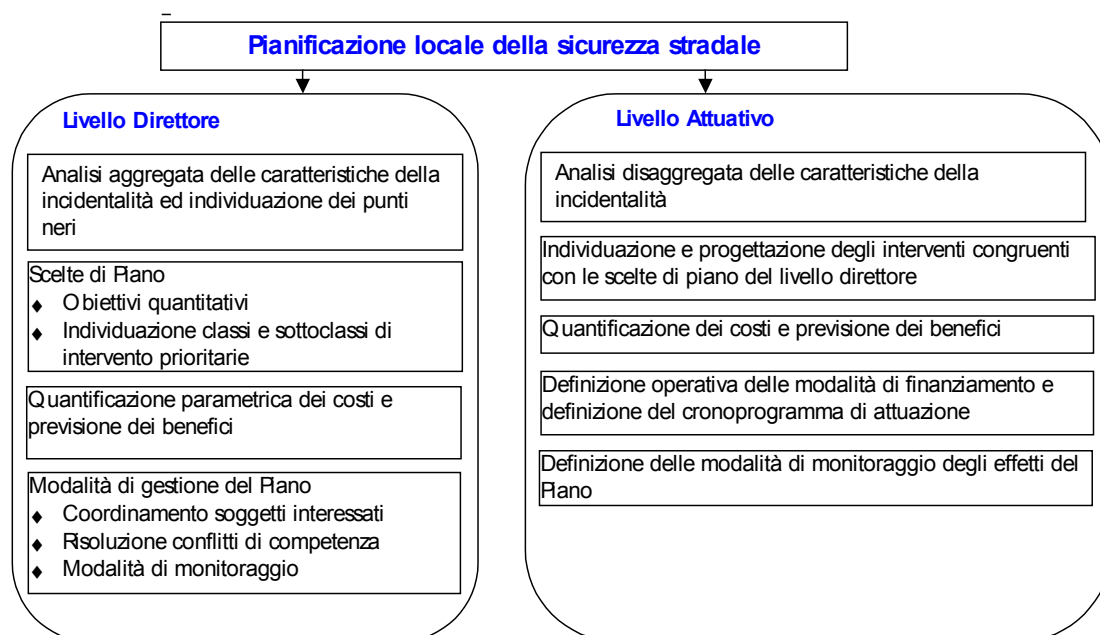 Pianificazione locale della sicurezza stradale
Livello Direttore
Analisi aggregata delle caratteristiche della
incidentalità ed individuazione dei punti
neri
Scelte di Piano
♦ Obiettivi quantitativi
♦ Individuazione classi e sottoclassi di
intervento prioritarie
Quantificazione parametrica dei costi e
previsione dei benefici
Modalità di gestione del Piano
♦ Coordinamento soggetti interessati
♦ Risoluzione conflitti di competenza
♦ Modalità di monitoraggio
Livello Attuativo
Analisi disaggregata delle caratteristiche della
incidentalità
Individuazione e progettazione degli interventi congruenti
con le scelte di piano del livello direttore
Quantificazione dei costi e previsione dei benefici
Definizione operativa delle modalità di finanziamento e
definizione del cronoprogramma di attuazione
Definizione delle modalità di monitoraggio degli effetti del
Piano